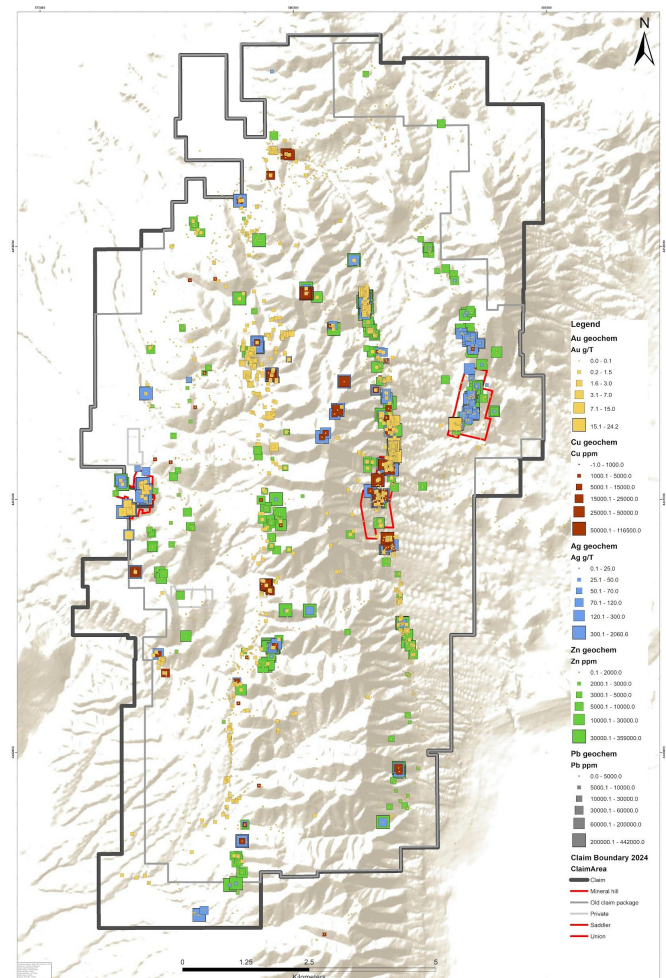 N
Legend
Au geochem
Au g/T
0.0 - 0.1
0.2 - 1.5
1.6 - 3.0
3.1 - 7.0
7.1 - 15.0
15.1 - 24.2
Cu geochem
Cu ppm
-1.0 - 1000.0
1000.1 - 5000.0
5000.1 - 15000.0
15000.1 - 25000.0
25000.1 - 50000.0
50000.1 - 116500.0
Ag geochem
Ag g/T
0.1 - 25.0
25.1 - 50.0
50.1 - 70.0
70.1 - 120.0
120.1 - 300.0
300.1 - 2060.0
Zn geochem
Zn ppm
0.1 - 2000.0
2000.1 - 3000.0
3000.1 - 5000.0
5000.1 - 10000.0
10000.1 - 30000.0
30000.1 - 359000.0
Pb geochem
Pb ppm
0.0 - 5000.0
5000.1 - 10000.0
10000.1 - 30000.0
30000.1 - 60000.0
60000.1 - 200000.0
200000.1 - 442000.0
Claim Boundary 2024
ClaimArea
Claim
Mineral hill
Old claim package
Private
Saddler
Union
0 1.25 2.5 5
Kilometers